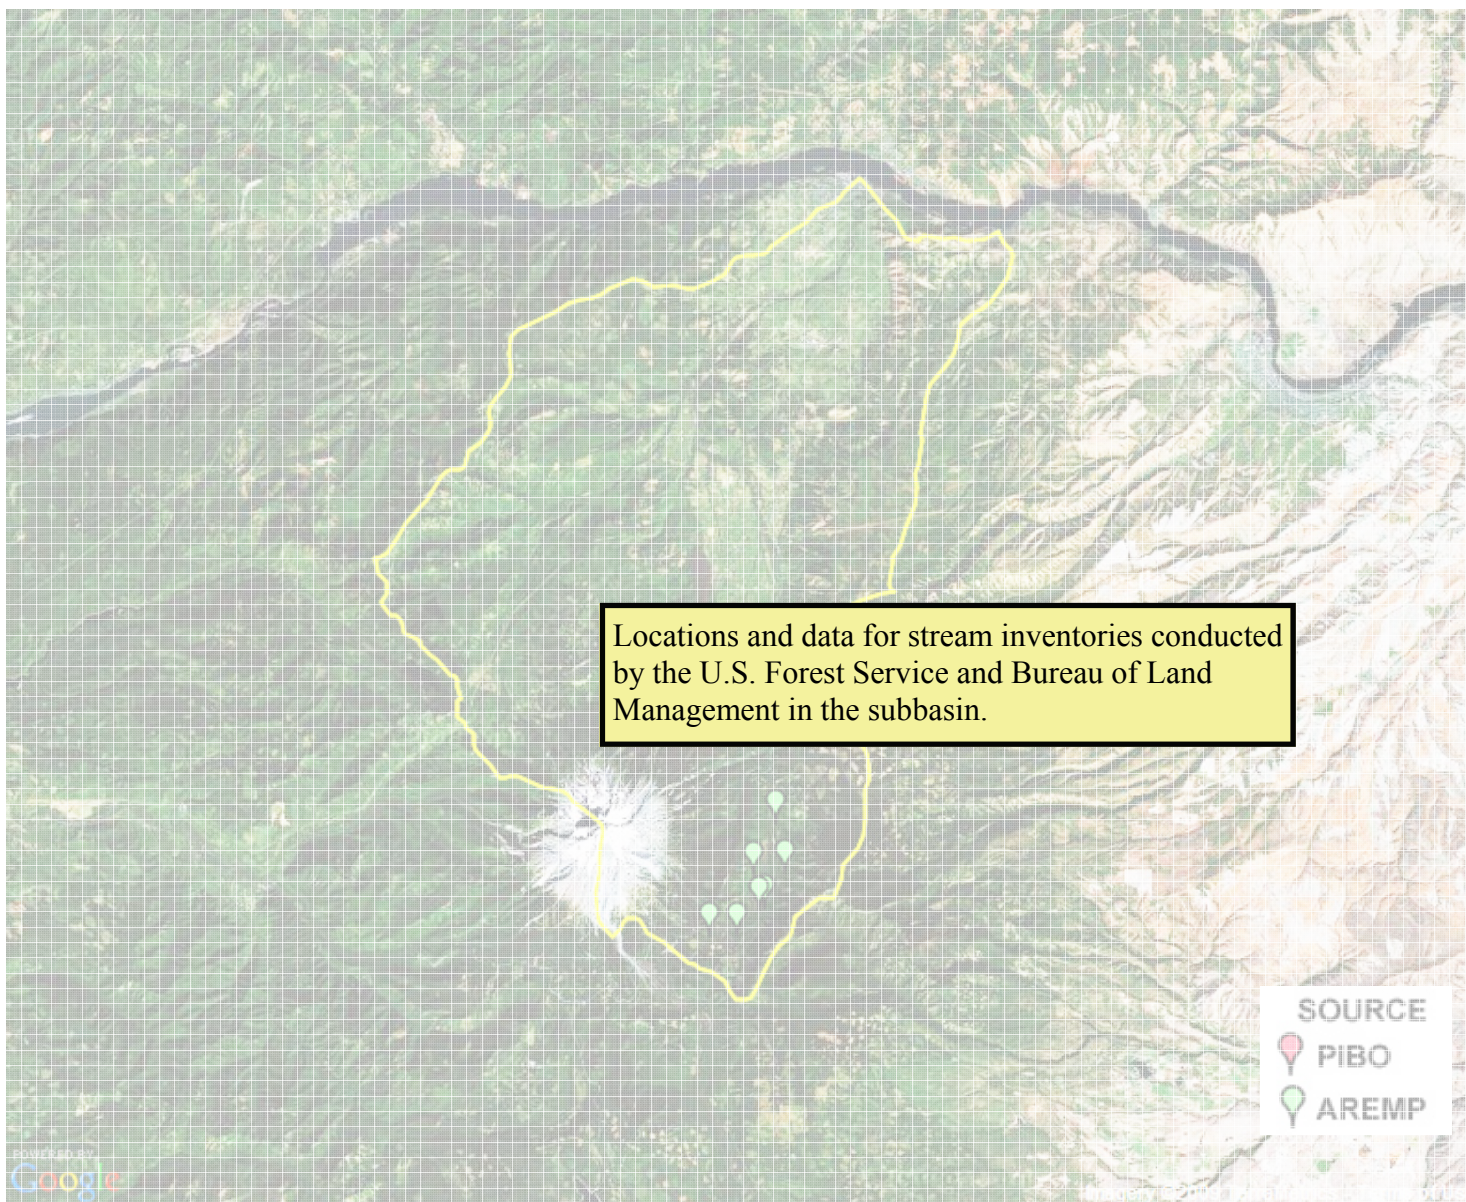 Locations and data for stream inventories conducted
by the U.S. Forest Service and Bureau of Land
Management in the subbasin.
SOURCE
PIBO
AREMP
POWERED BY
Google